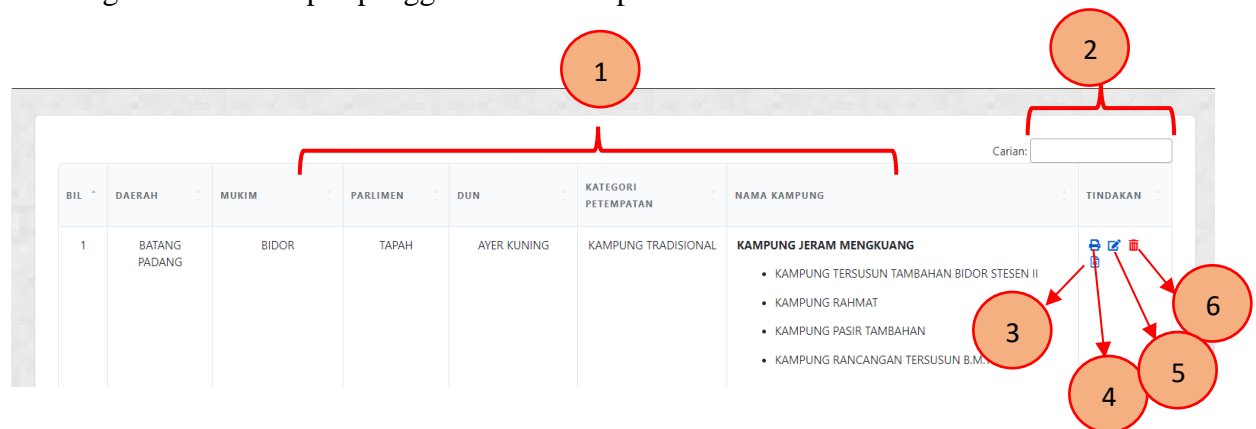 1
2
Carian:
BIL DAERAH MUKIM PARLIMEN DUN KATEGORI PETEMPATAN NAMA KAMPUNG TINDAKAN
1 BATANG PADANG BIDOR TAPAH AYER KUNING KAMPUNG TRADISIONAL KAMPUNG JERAM MENGKUANG
KAMPUNG TERSUSUN TAMBAHAN BIDOR STESEN II
KAMPUNG RAHMAT
KAMPUNG PASIR TAMBAHAN
KAMPUNG RANCANGAN TERSUSUN B.M.
3
6
5
4